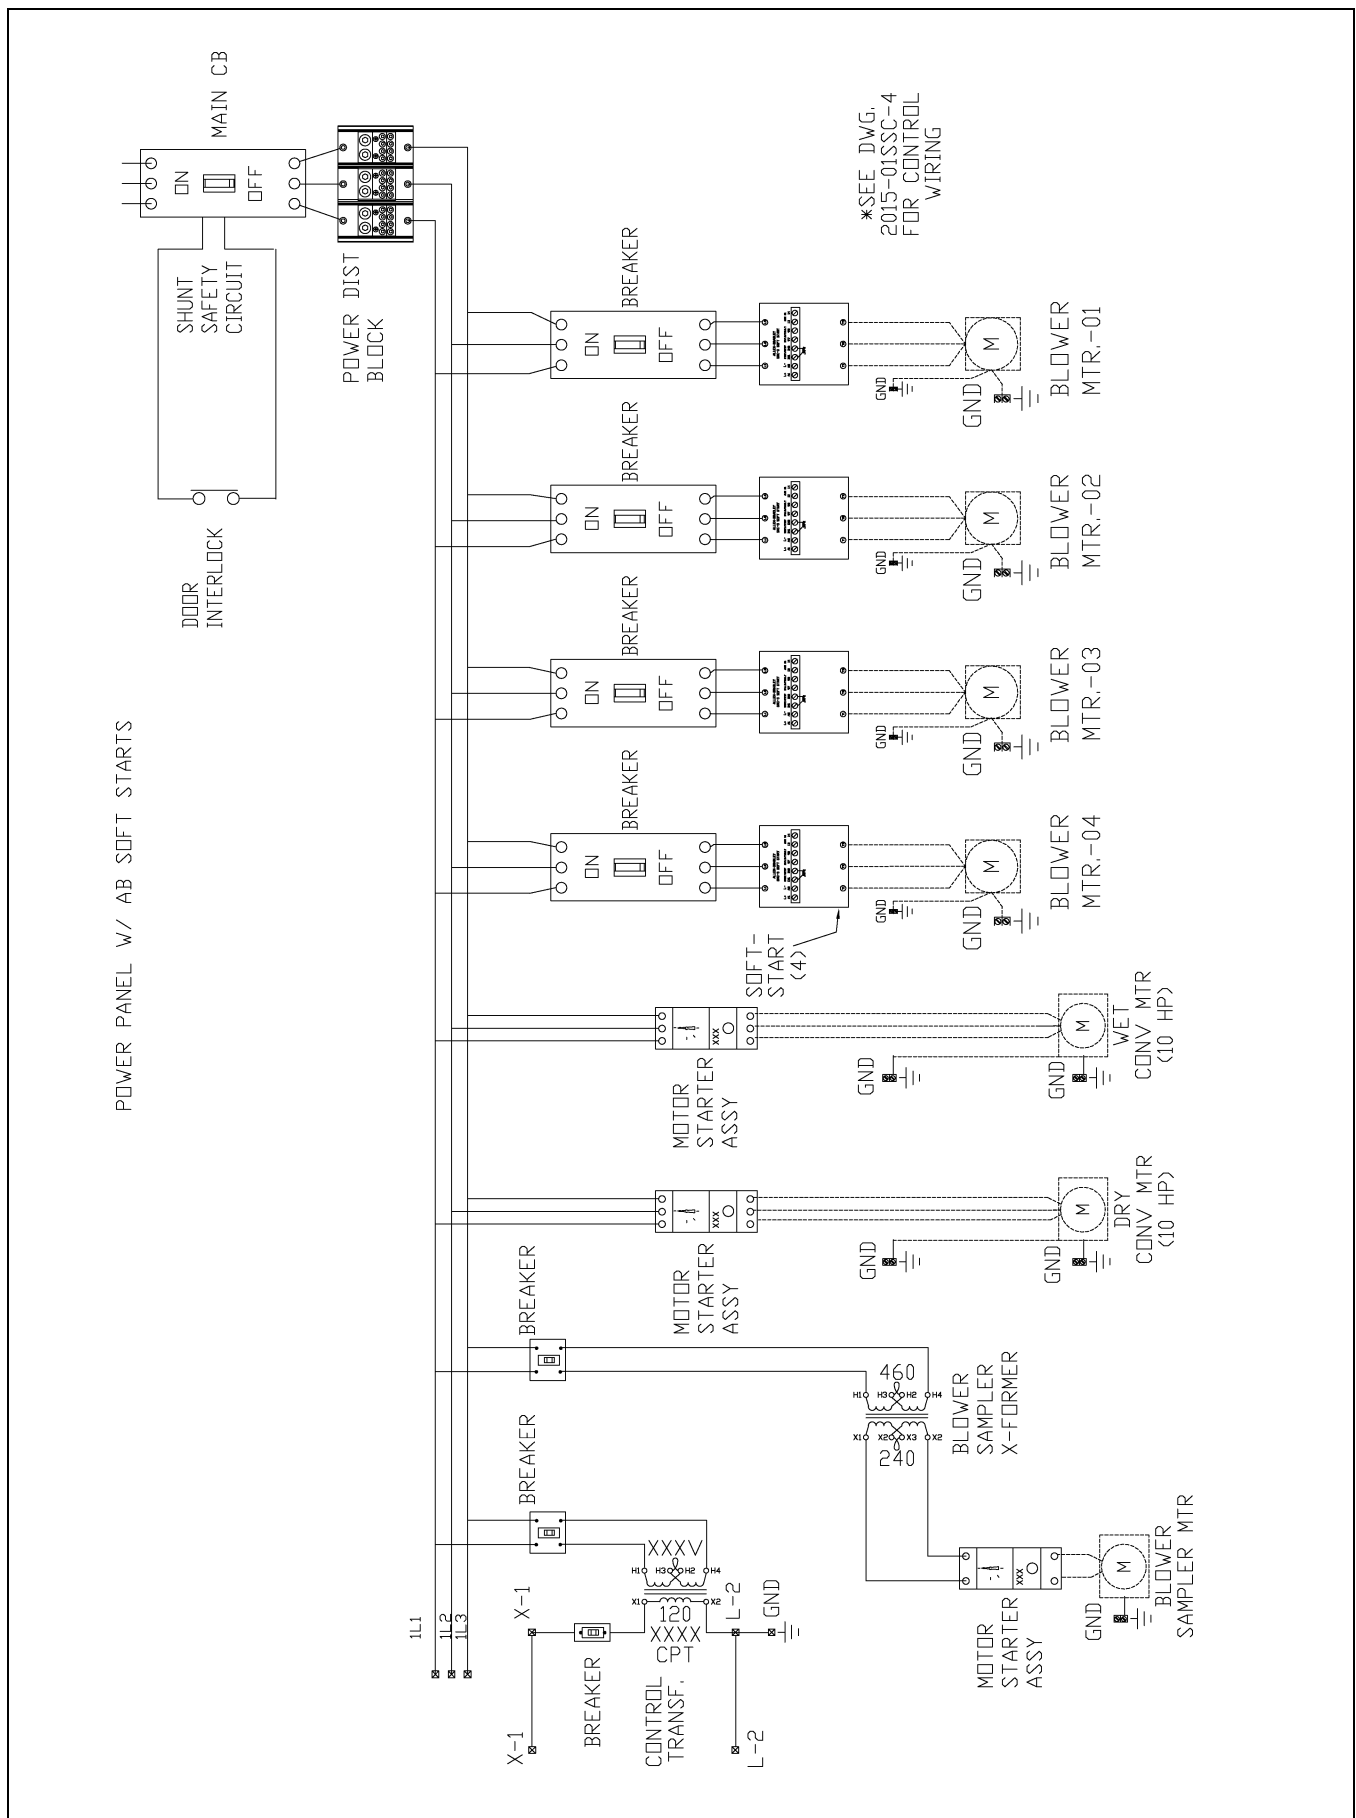 POWER PANEL W/ AB SOFT STARTS
MAIN CB
ON
OFF
SHUNT
SAFETY
CIRCUIT
DOOR
INTERLOCK
POWER DIST
BLOCK
*SEE DWG.
2015-01SSC-4
FOR CONTROL
WIRING
BREAKER
ON
OFF
GND
GND
BLOWER
MTR.-01
BREAKER
ON
OFF
GND
GND
BLOWER
MTR.-02
BREAKER
ON
OFF
GND
GND
BLOWER
MTR.-03
BREAKER
ON
OFF
GND
GND
BLOWER
MTR.-04
M
M
M
M
SOFT-
START
(4)
MOTOR
STARTER
ASSY
XXX
GND
GND
M
WET
CONV MTR
(10 HP)
MOTOR
STARTER
ASSY
XXX
GND
GND
M
DRY
CONV MTR
(10 HP)
BREAKER
460
H1 H3 H2 H4
X1 X2 X3 X2
240
BLOWER
SAMPLER
X-FORMER
MOTOR
STARTER
ASSY
XXX
GND
M
BLOWER
SAMPLER MTR
BREAKER
XXXV
H1 H3 H2 H4
X1 X2
120
XXXX
CPT
CONTROL
TRANSF.
BREAKER
X-1
X-1
L-2
L-2
GND
1L1
1L2
1L3